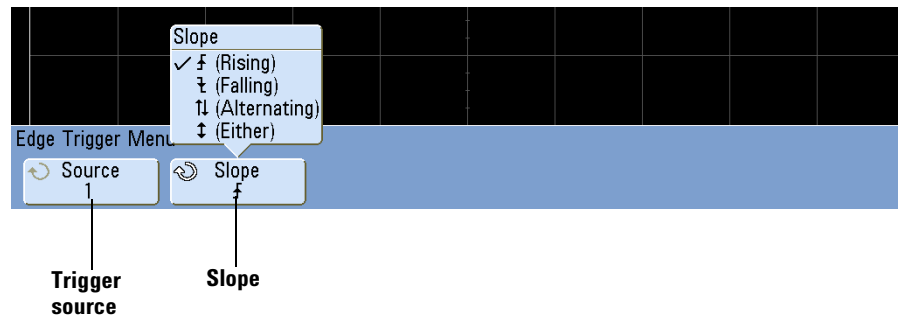 Slope
✓ ⨍ (Rising)
(Falling)
↑↓ (Alternating)
↕ (Either)
Edge Trigger Menu
Source
1
Slope
Trigger
source
Slope